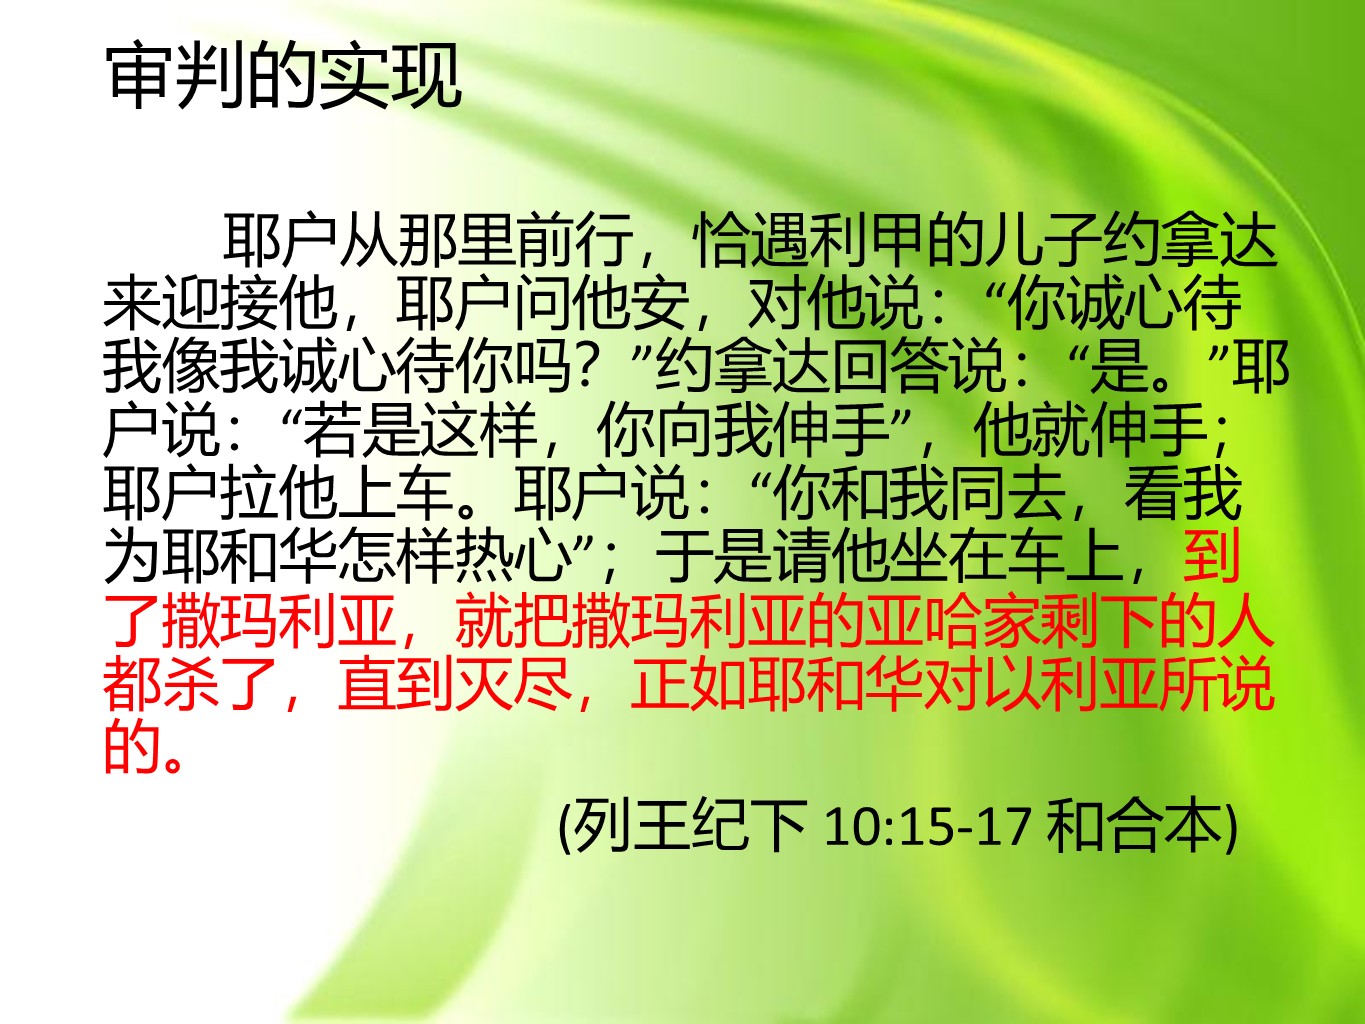 审判的实现
耶户从那里前行，恰遇利甲的儿子约拿达
来迎接他，耶户问他安，对他说：“你诚心待
我像我诚心待你吗？”约拿达回答说：“是。”耶
户说：“若是这样，你向我伸手”，他就伸手；
耶户拉他上车。耶户说：“你和我同去，看我
为耶和华怎样热心”；于是请他坐在车上，到
了撒玛利亚，就把撒玛利亚的亚哈家剩下的人
都杀了，直到灭尽，正如耶和华对以利亚所说
的。
(列王纪下 10:15-17 和合本)